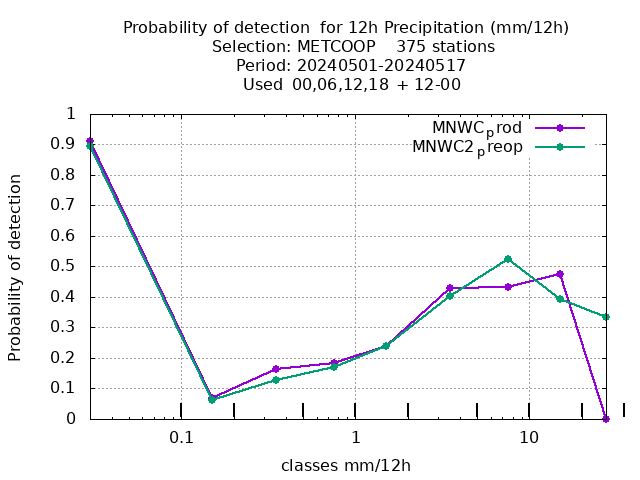 Probability of detection for 12h Precipitation (mm/12h)
Selection: METCOOP 375 stations
Period: 20240501-20240517
Used 00,06,12,18 + 12-00
MNWCprod
MNWC2preop
1
0.9
0.8
0.7
0.6
0.5
0.4
0.3
0.2
0.1
0
Probability of detection
0.1 1 10
classes mm/12h